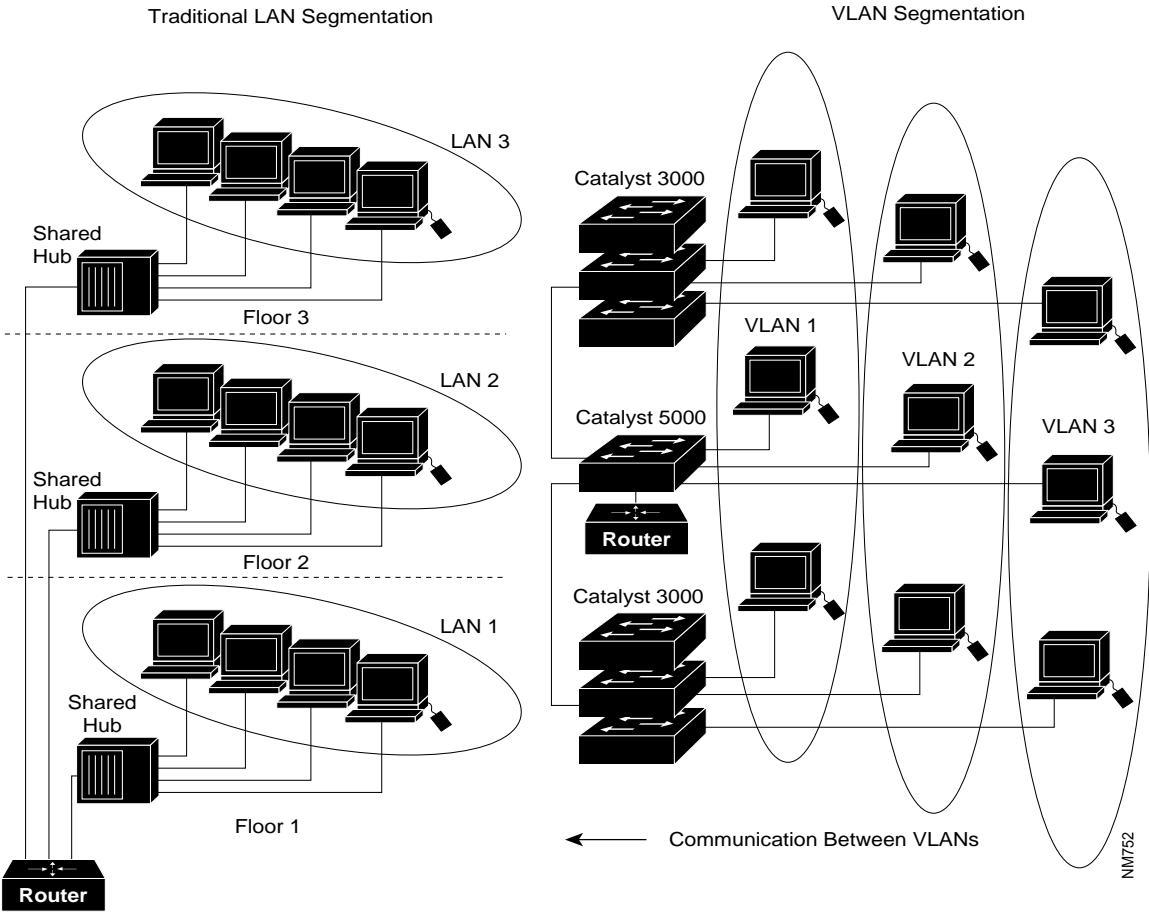 Traditional LAN Segmentation
LAN 3
Shared
Hub
Floor 3
LAN 2
Shared
Hub
Floor 2
LAN 1
Shared
Hub
Floor 1
Router
VLAN Segmentation
Catalyst 3000
VLAN 1
VLAN 2
Catalyst 5000
VLAN 3
Router
Catalyst 3000
Communication Between VLANs
NM752